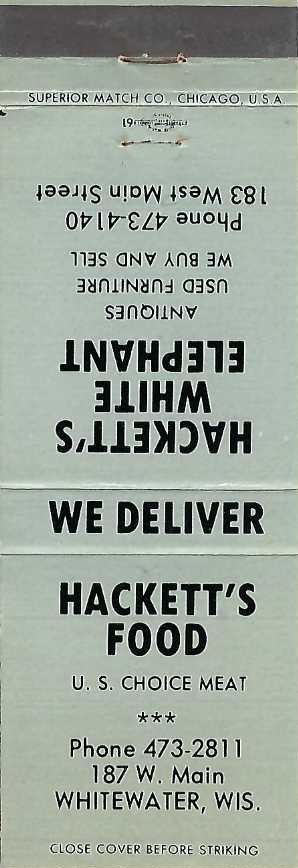 SUPERIOR MATCH CO., CHICAGO, U.S.A.
19
HACKETT'S
WHITE
ELEPHANT
ANTIQUES
USED FURNITURE
WE BUY AND SELL
Phone 473-4140
183 West Main Street
WE DELIVER
HACKETT'S
FOOD
U. S. CHOICE MEAT
***
Phone 473-2811
187 W. Main
WHITEWATER, WIS.
CLOSE COVER BEFORE STRIKING